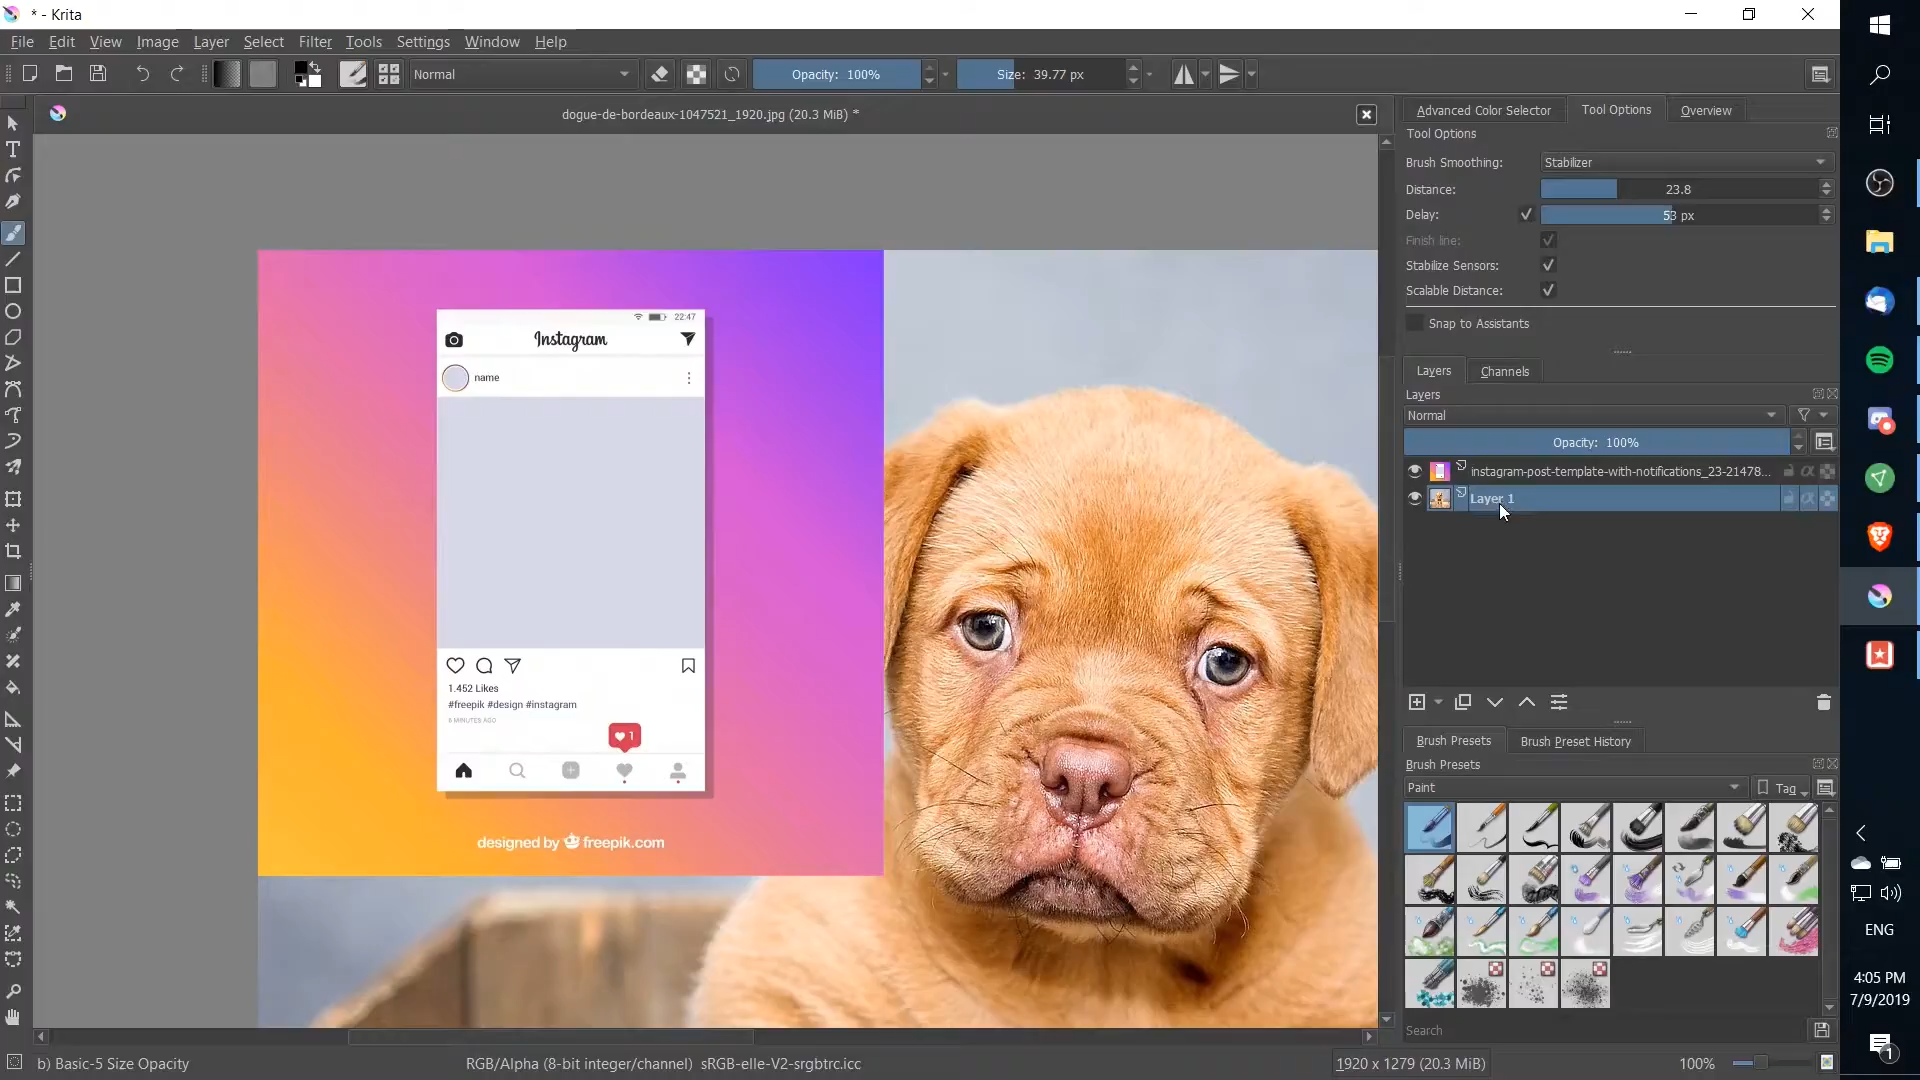 * - Krita
File Edit View Image Layer Select Filter Tools Settings Window Help
Normal
Opacity: 100%
Size: 39.77 px
dogue-de-bordeaux-1047521_1920.jpg (20.3 MiB) *
Advanced Color Selector
Tool Options
Overview
Tool Options
Brush Smoothing: Stabilizer
Distance: 23.8
Delay: 53 px
Finish line:
Stabilize Sensors:
Scalable Distance:
Snap to Assistants
Layers
Channels
Layers
Normal
Opacity: 100%
instagram-post-template-with-notifications_23-21478...
Layer 1
22:47
Instagram
name
1.452 Likes
#freepik #design #instagram
6 MINUTES AGO
1
designed by freepik.com
Brush Presets
Brush Preset History
Brush Presets
Paint
Tag
Search
b) Basic-5 Size Opacity
RGB/Alpha (8-bit integer/channel) sRGB-elle-V2-srgbtrc.icc
1920 x 1279 (20.3 MiB)
100%
ENG
4:05 PM
7/9/2019
1